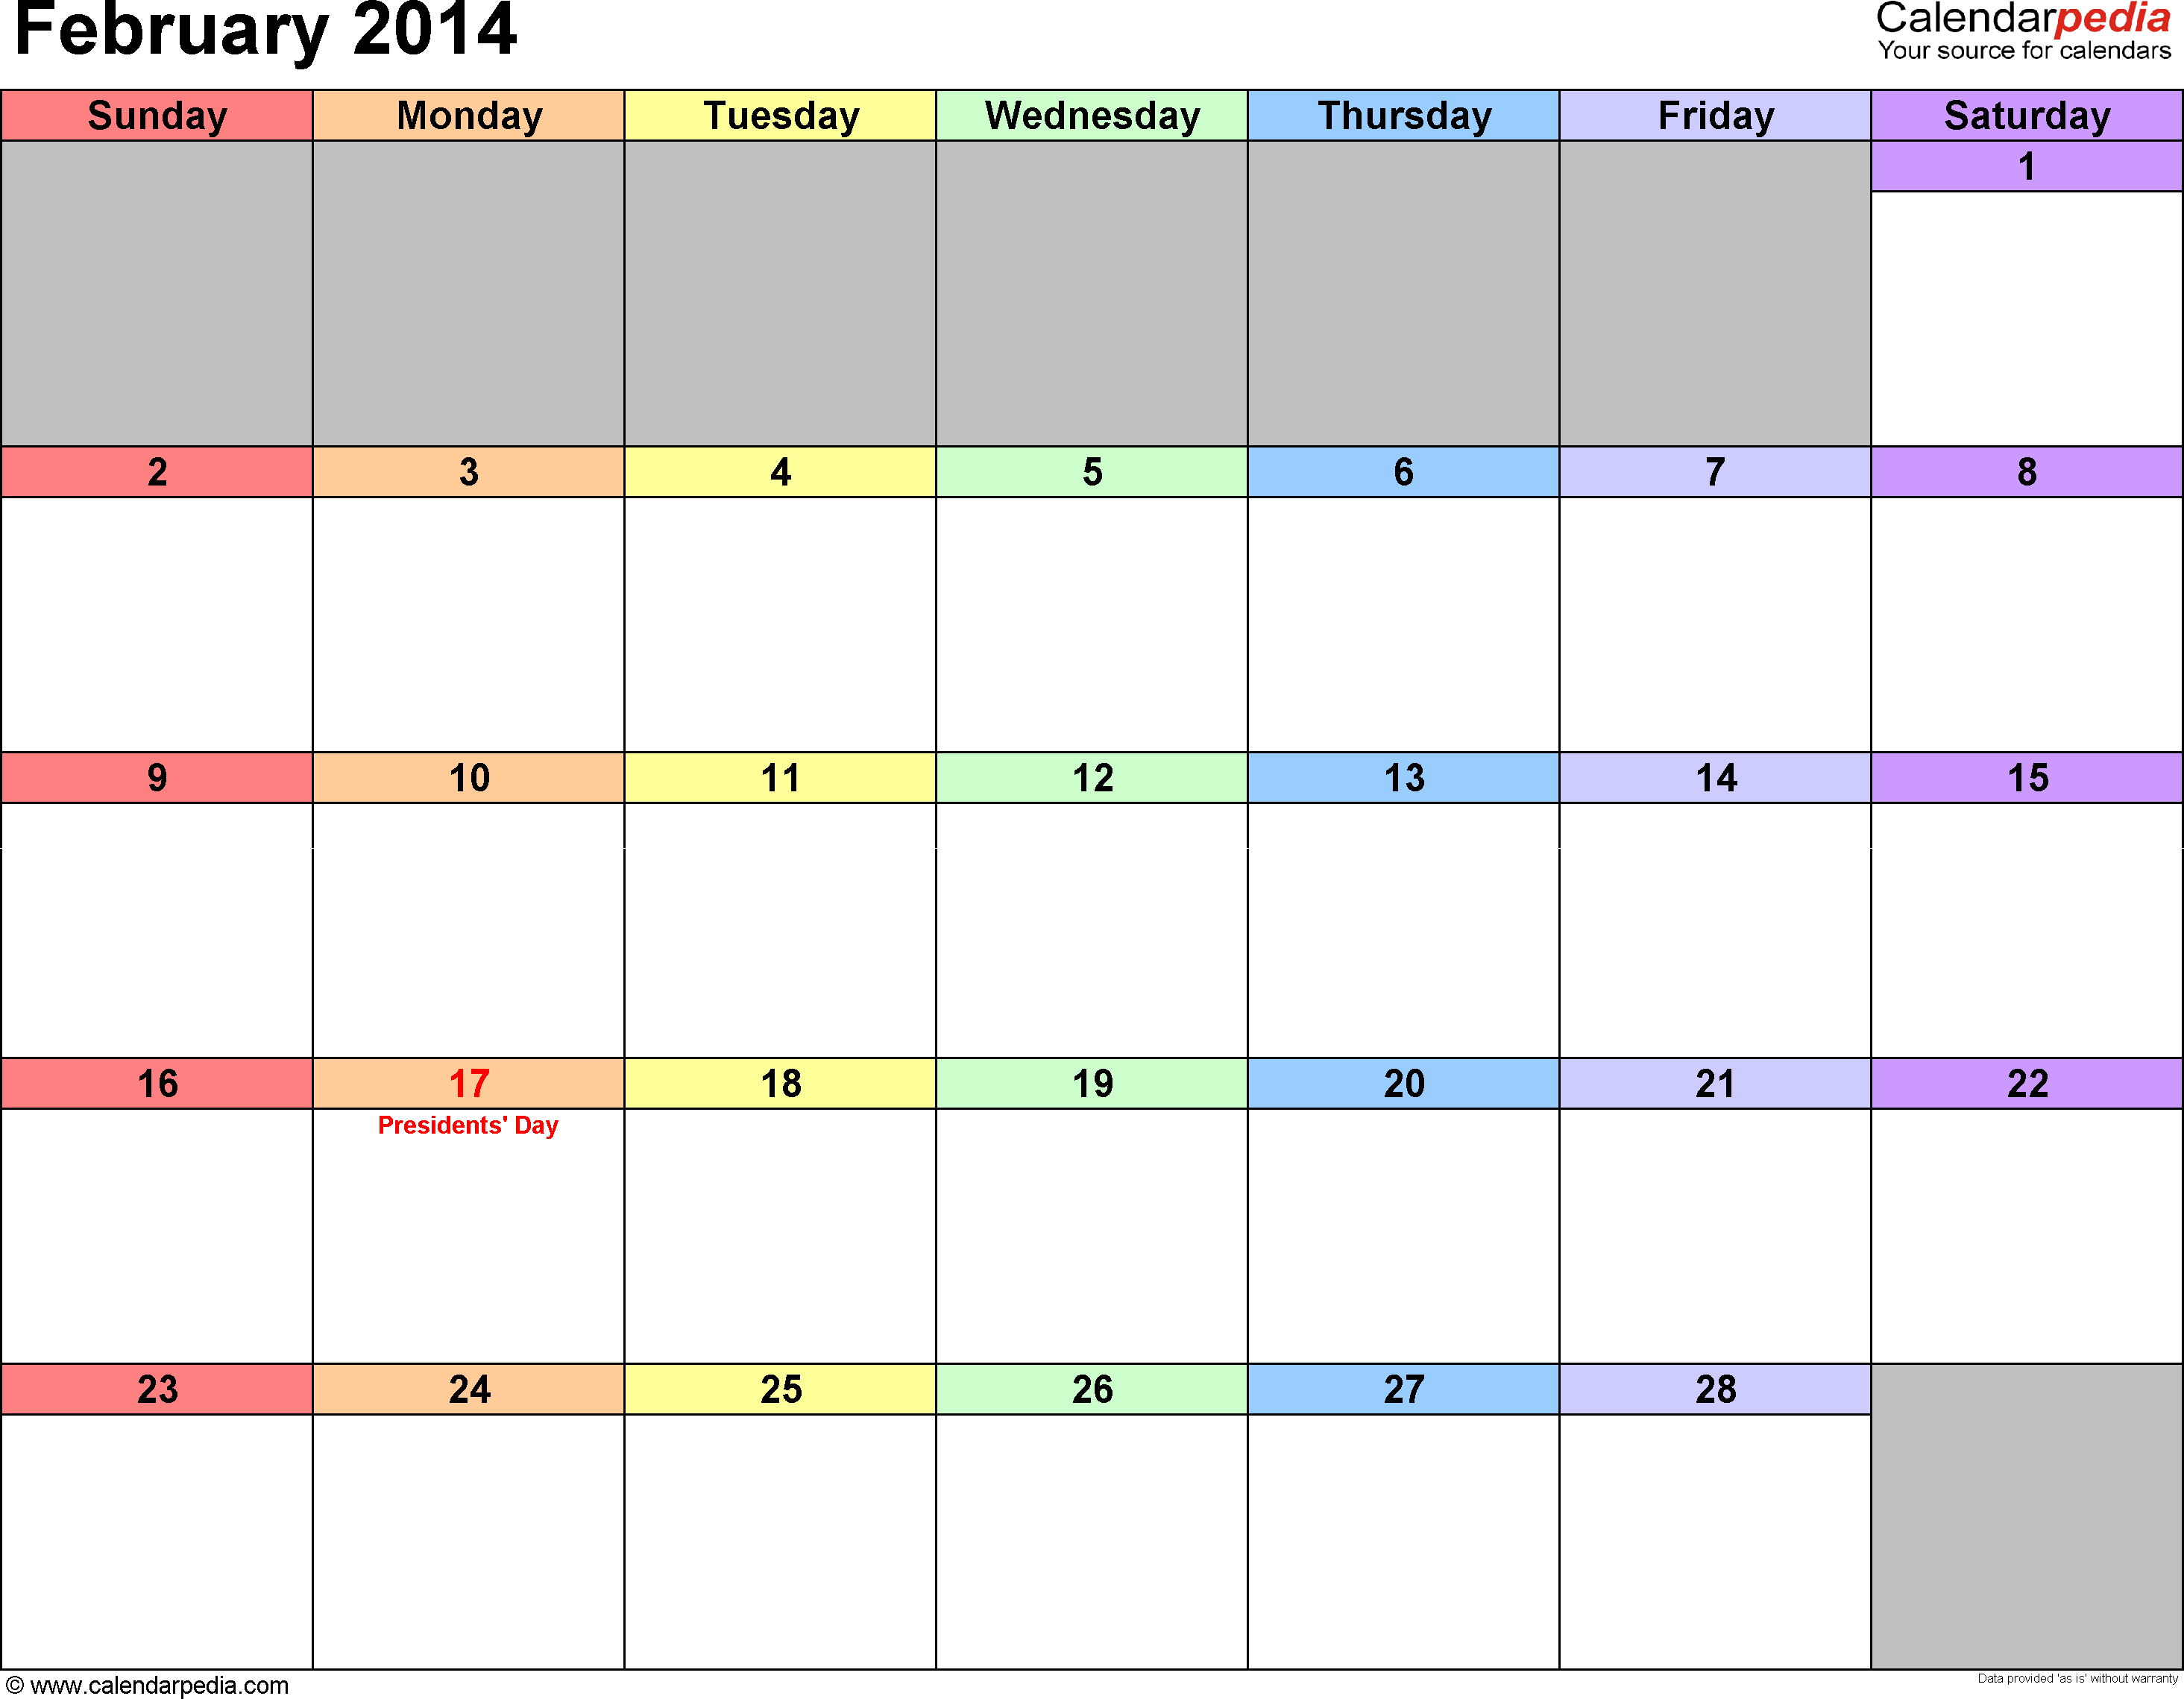 February 2014
Calendarpedia
Your source for calendars
Sunday Monday Tuesday Wednesday Thursday Friday Saturday
1
2 3 4 5 6 7 8
9 10 11 12 13 14 15
16 17 18 19 20 21 22
Presidents' Day
23 24 25 26 27 28
© www.calendarpedia.com
Data provided 'as is' without warranty